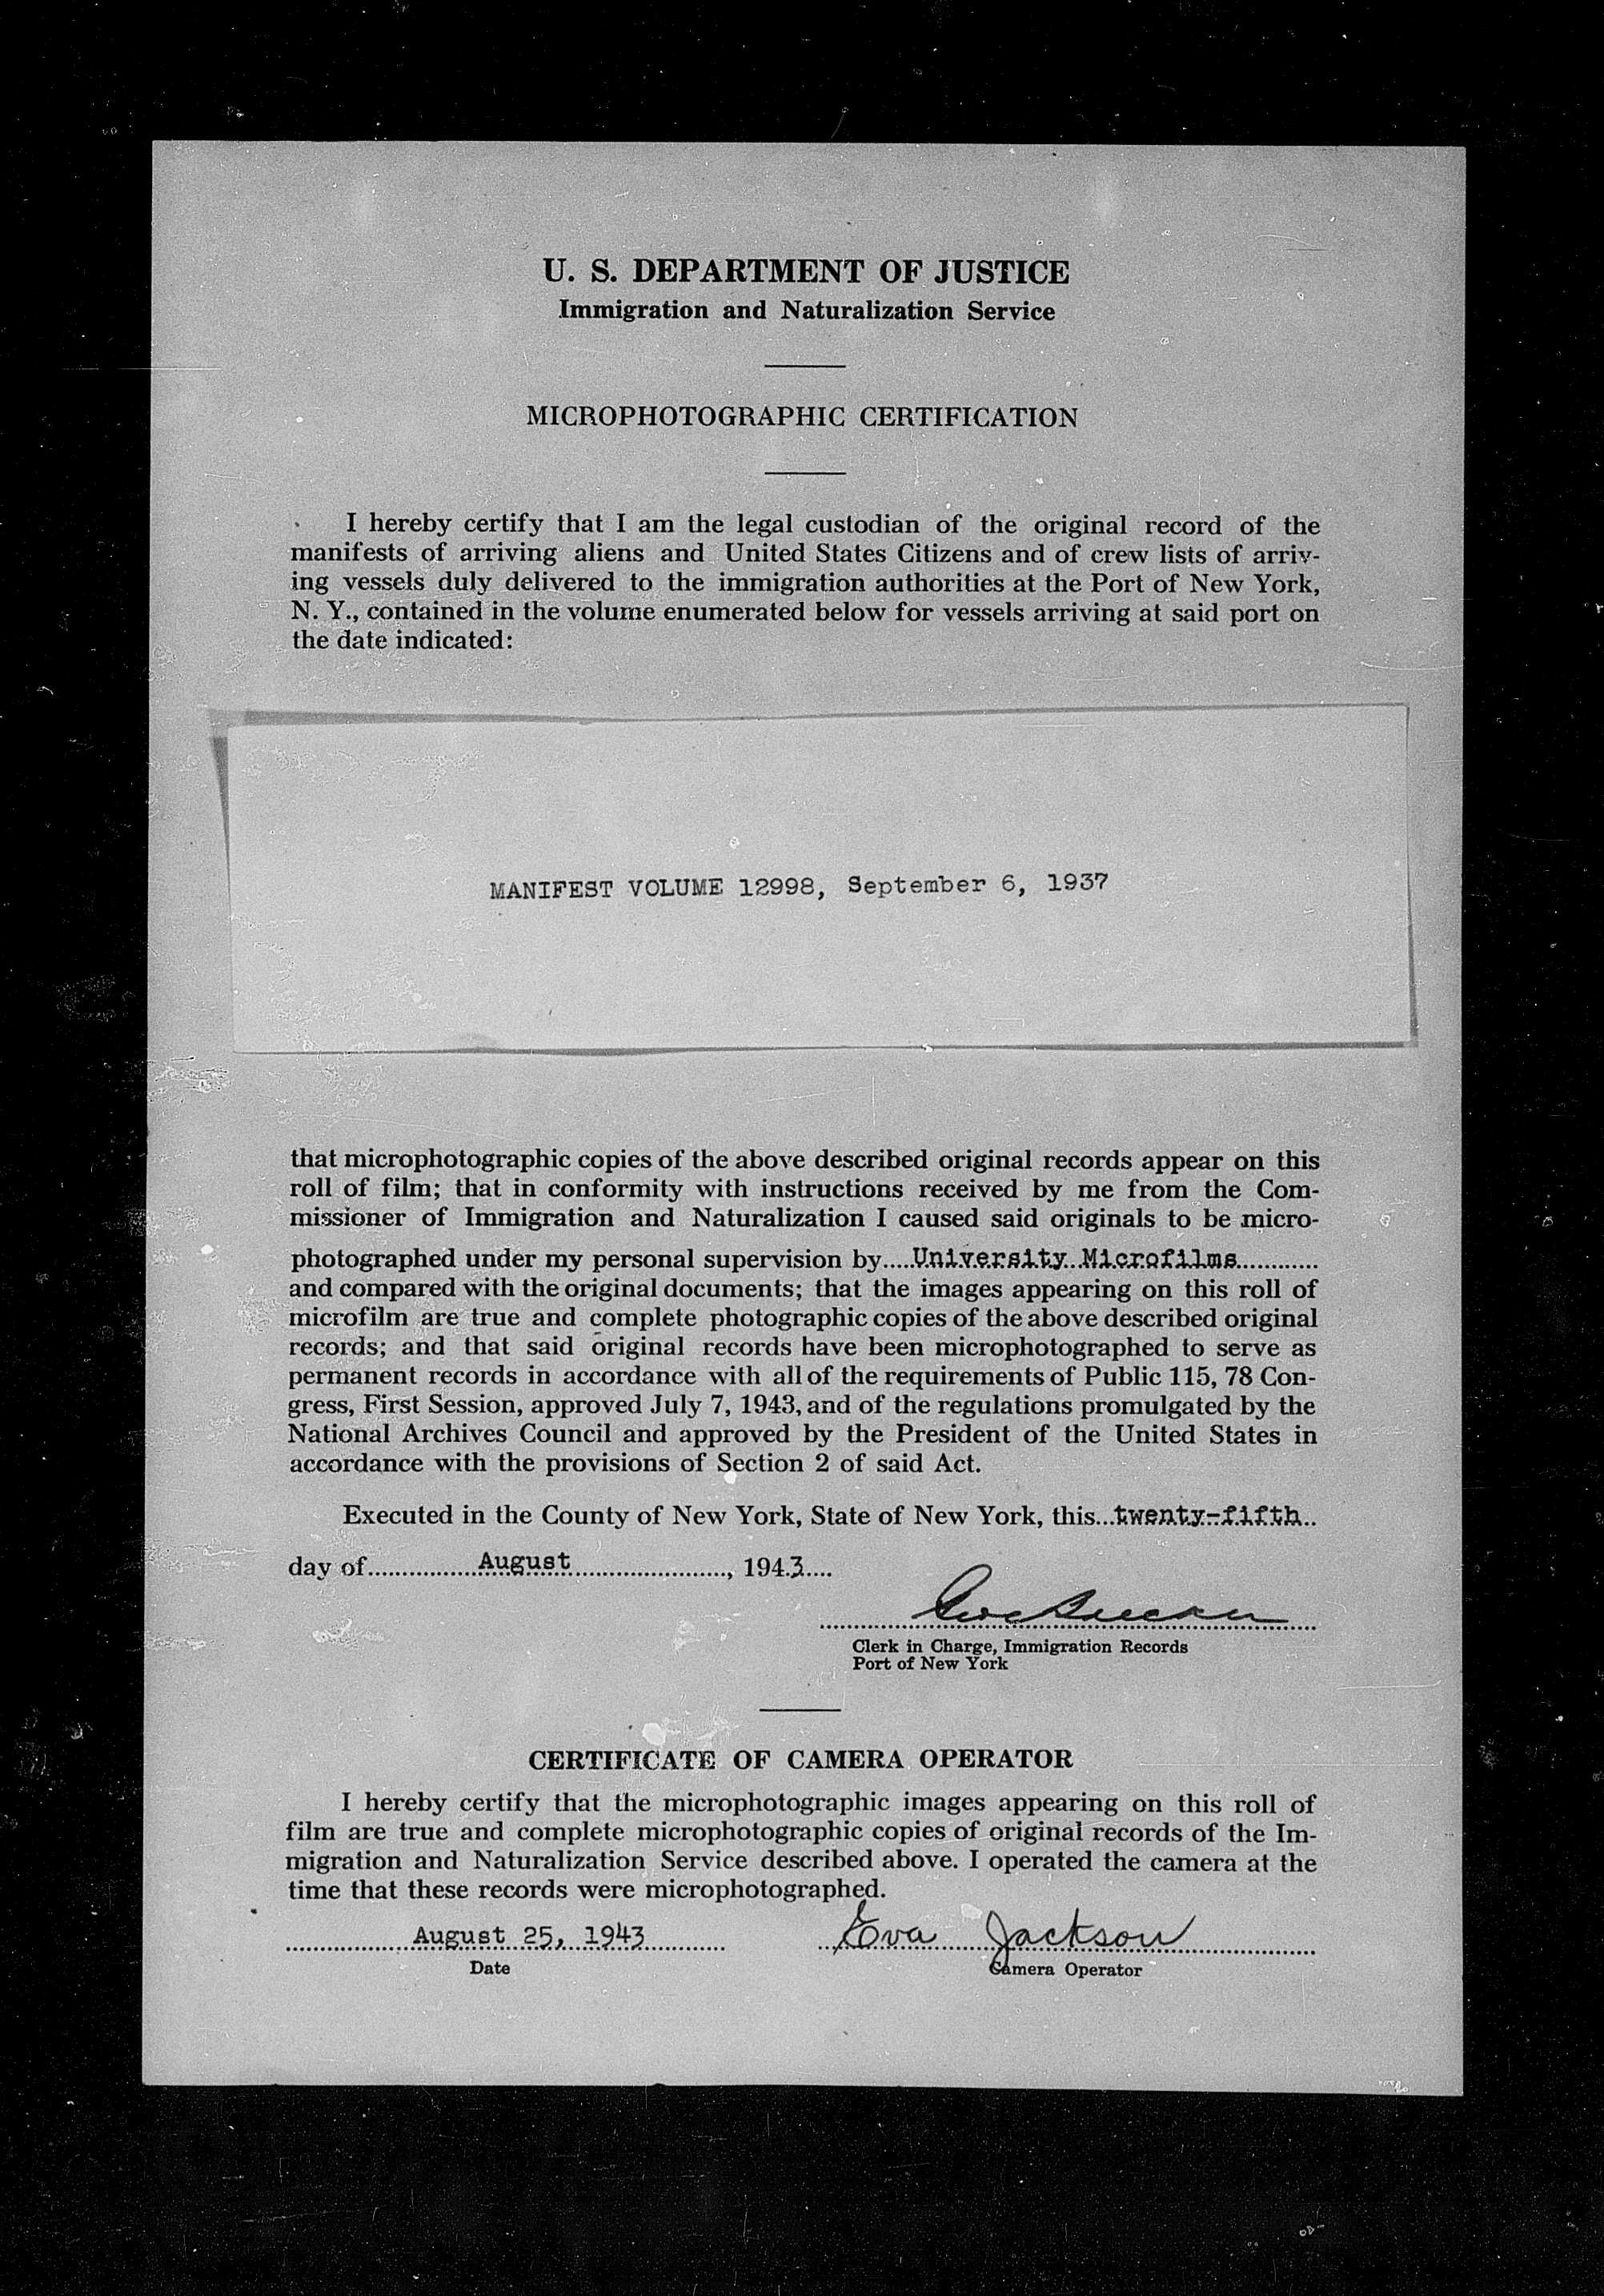 U. S. DEPARTMENT OF JUSTICE
Immigration and Naturalization Service
MICROPHOTOGRAPHIC CERTIFICATION
I hereby certify that I am the legal custodian of the original record of the
manifests of arriving aliens and United States Citizens and of crew lists of arriv-
ing vessels duly delivered to the immigration authorities at the Port of New York,
N. Y., contained in the volume enumerated below for vessels arriving at said port on
the date indicated:
MANIFEST VOLUME 12998, September 6, 1937
that microphotographic copies of the above described original records appear on this
roll of film; that in conformity with instructions received by me from the Com-
missioner of Immigration and Naturalization I caused said originals to be micro-
photographed under my personal supervision by....University Microfilms............
and compared with the original documents; that the images appearing on this roll of
microfilm are true and complete photographic copies of the above described original
records; and that said original records have been microphotographed to serve as
permanent records in accordance with all of the requirements of Public 115, 78 Con-
gress, First Session, approved July 7, 1943, and of the regulations promulgated by the
National Archives Council and approved by the President of the United States in
accordance with the provisions of Section 2 of said Act.
Executed in the County of New York, State of New York, this...twenty-fifth..
day of.................August........................., 1943....
Clerk in Charge, Immigration Records
Port of New York
CERTIFICATE OF CAMERA OPERATOR
I hereby certify that the microphotographic images appearing on this roll of
film are true and complete microphotographic copies of original records of the Im-
migration and Naturalization Service described above. I operated the camera at the
time that these records were microphotographed.
August 25, 1943 Eva Jackson
Date Camera Operator